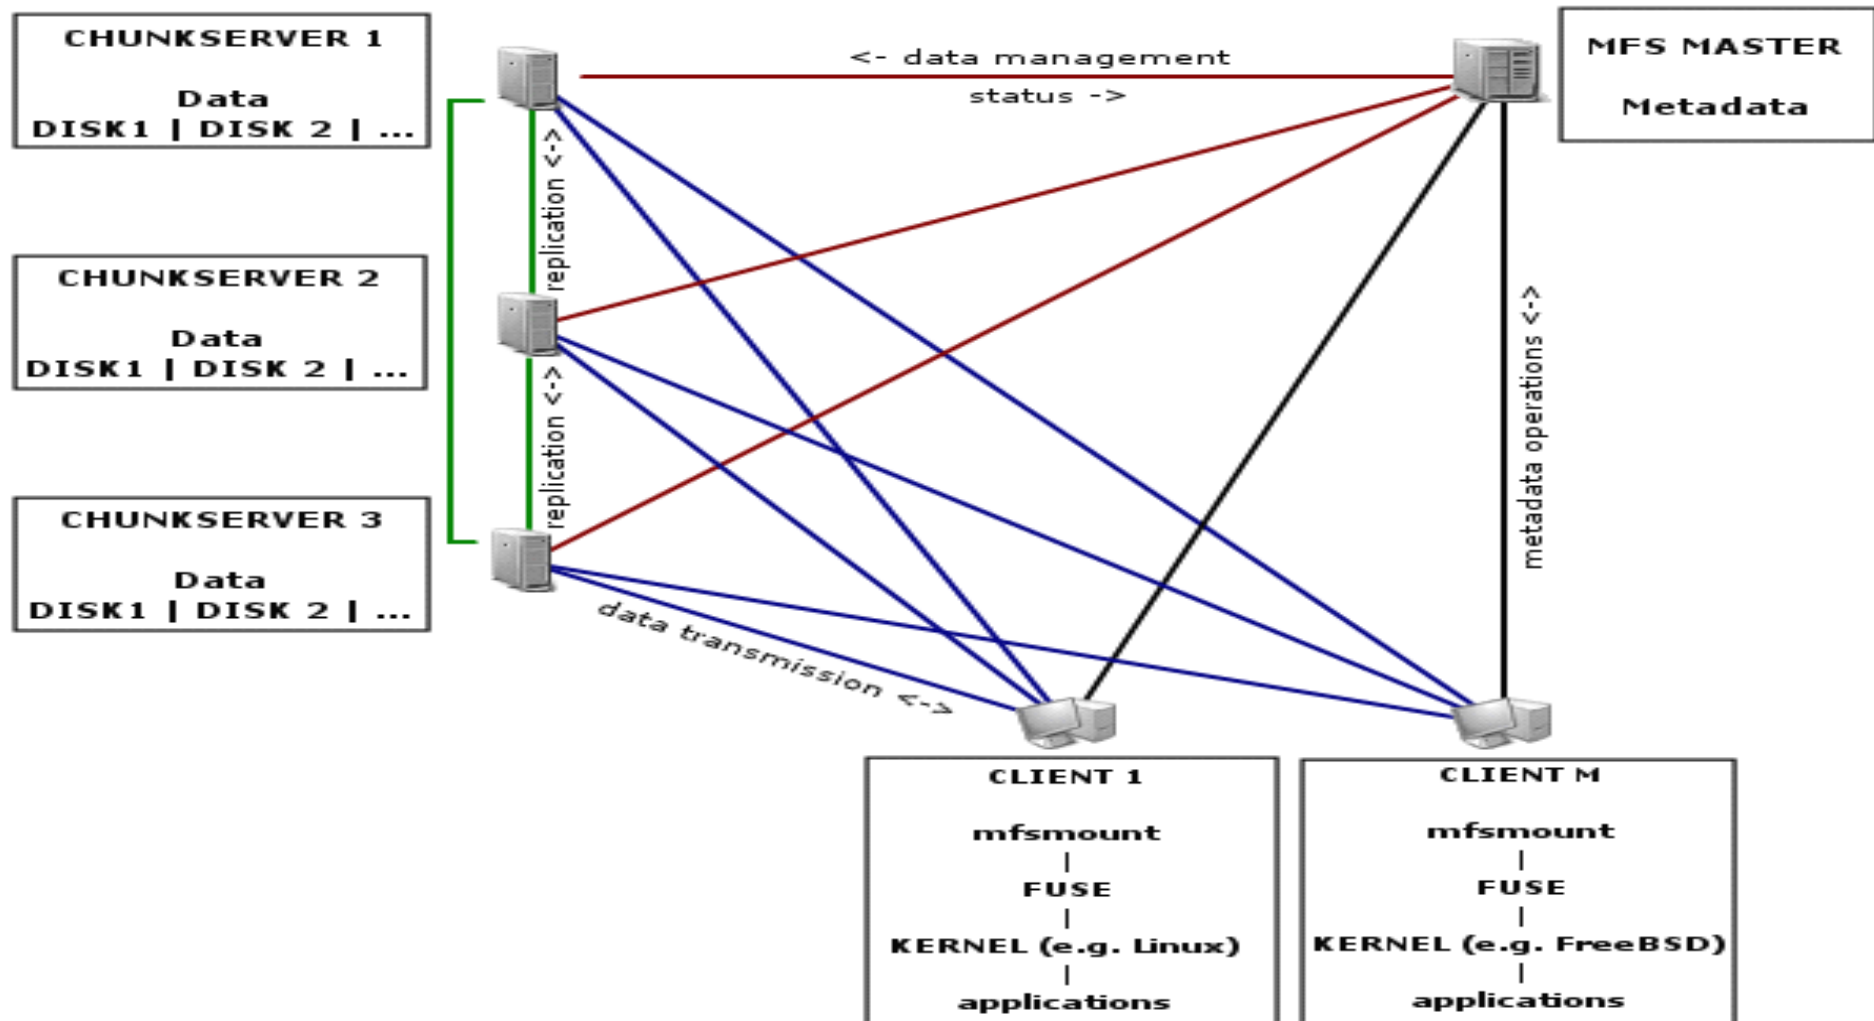 CHUNKSERVER 1
Data
DISK1 | DISK 2 | ...
<- data management
status ->
MFS MASTER
Metadata
replication <->
CHUNKSERVER 2
Data
DISK1 | DISK 2 | ...
replication <->
metadata operations <->
CHUNKSERVER 3
Data
DISK1 | DISK 2 | ...
data transmission <->
CLIENT 1
mfsmount
|
FUSE
|
KERNEL (e.g. Linux)
|
applications
CLIENT M
mfsmount
|
FUSE
|
KERNEL (e.g. FreeBSD)
|
applications